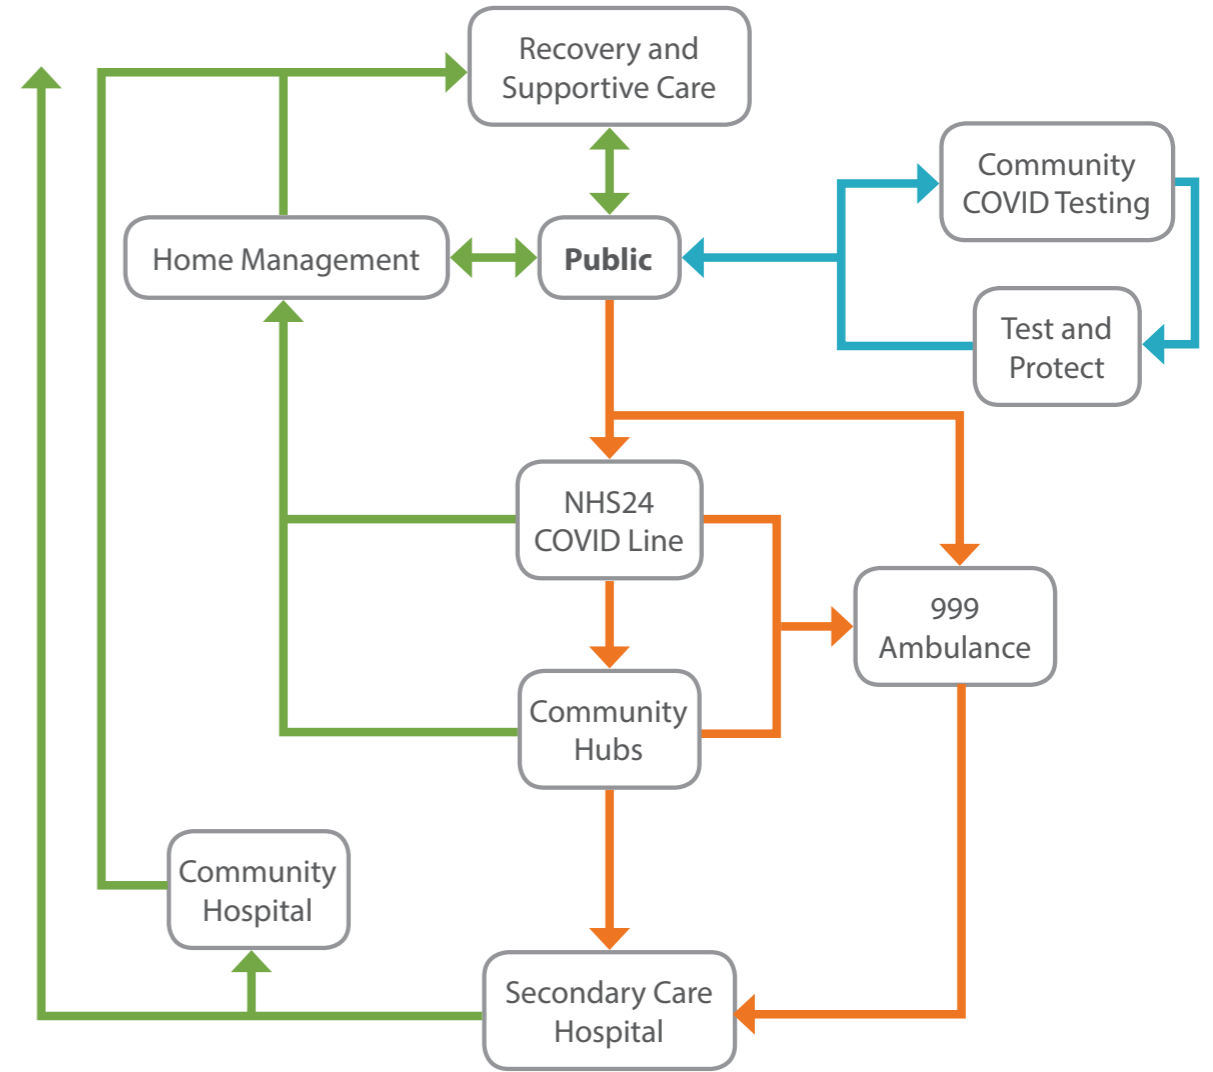 Recovery and
Supportive Care
Community
COVID Testing
Home Management
Public
Test and
Protect
NHS24
COVID Line
999
Ambulance
Community
Hubs
Community
Hospital
Secondary Care
Hospital